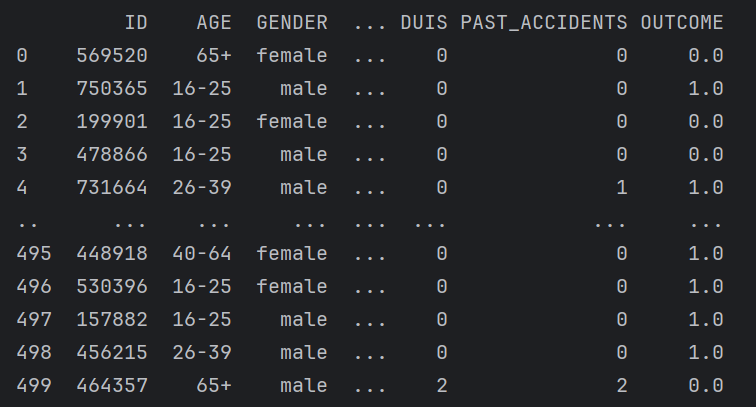 ID AGE GENDER ... DUIS PAST_ACCIDENTS OUTCOME
0 569520 65+ female ... 0 0 0.0
1 750365 16-25 male ... 0 0 1.0
2 199901 16-25 female ... 0 0 0.0
3 478866 16-25 male ... 0 0 0.0
4 731664 26-39 male ... 0 1 1.0
.. ... ... ... ... ... ... ...
495 448918 40-64 female ... 0 0 1.0
496 530396 16-25 female ... 0 0 1.0
497 157882 16-25 male ... 0 0 1.0
498 456215 26-39 male ... 0 0 1.0
499 464357 65+ male ... 2 2 0.0